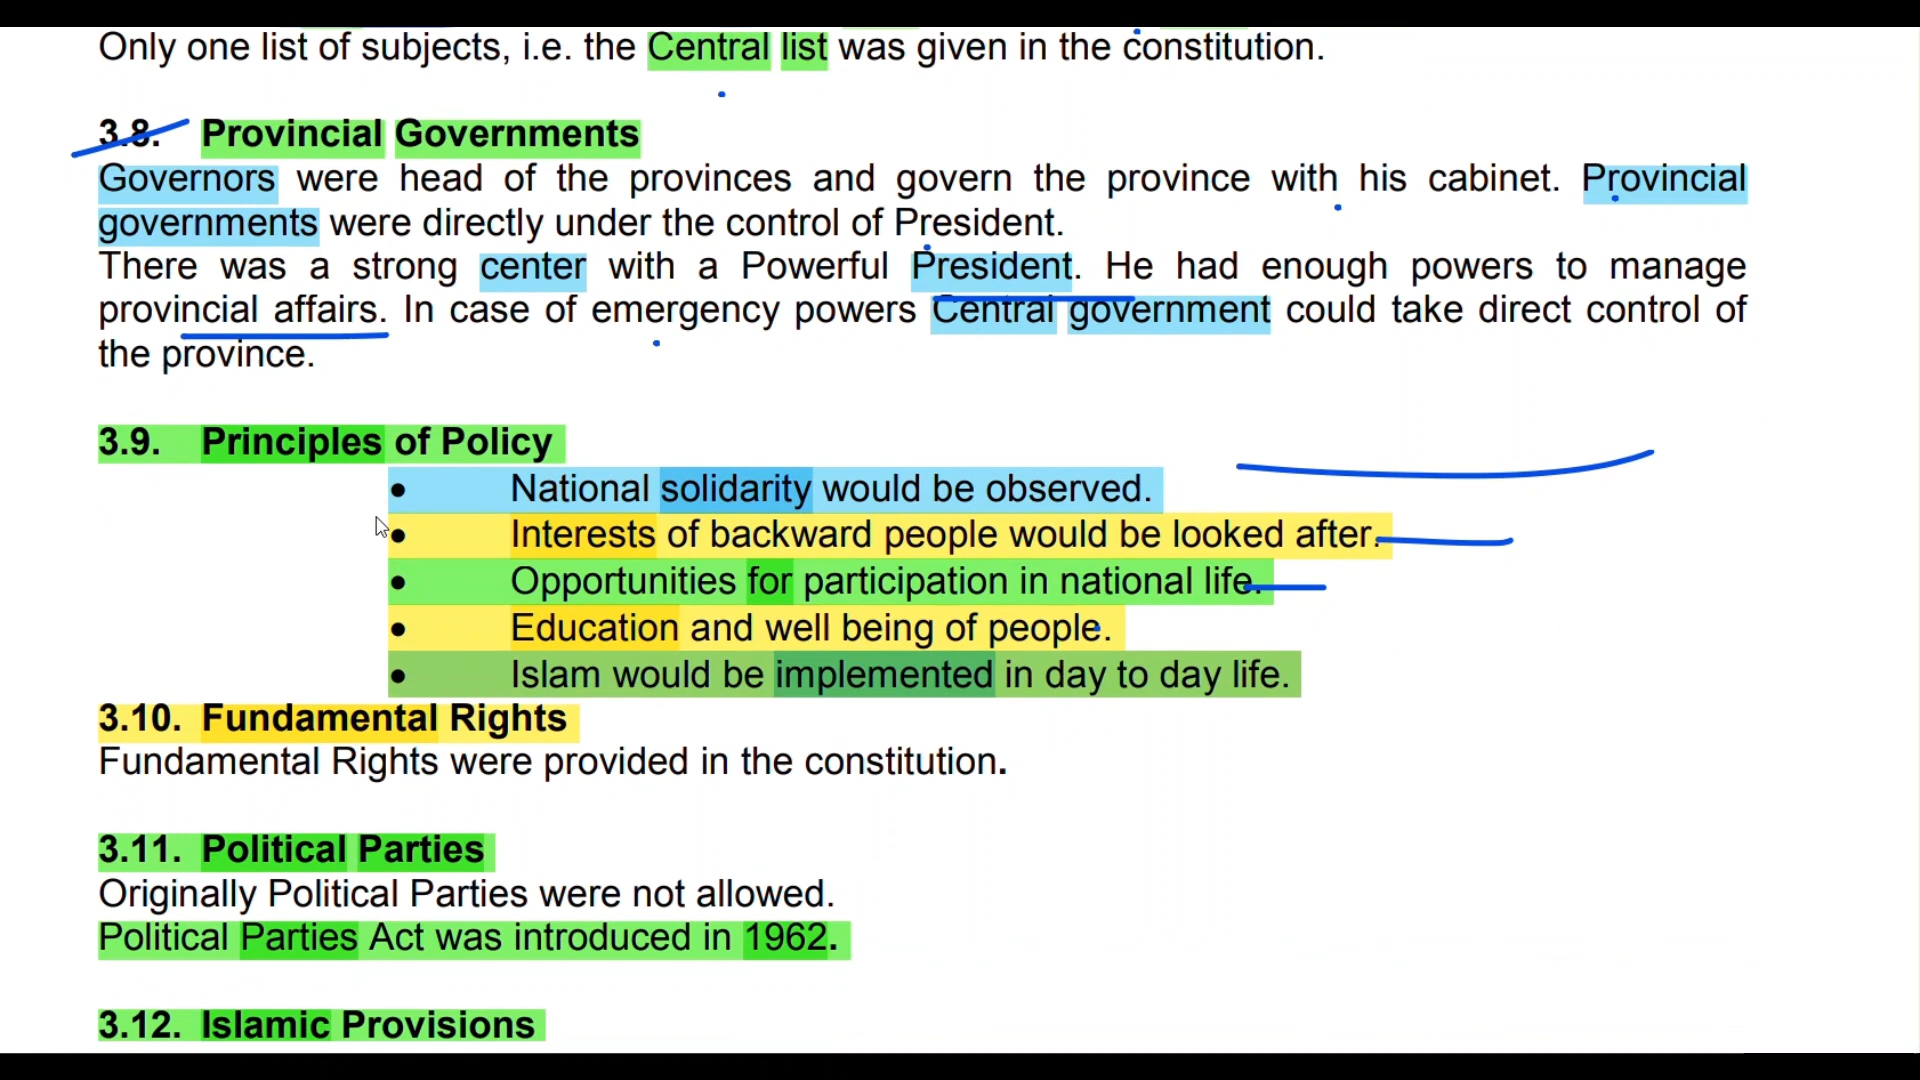 Only one list of subjects, i.e. the Central list was given in the constitution.
3.8. Provincial Governments
Governors were head of the provinces and govern the province with his cabinet. Provincial
governments were directly under the control of President.
There was a strong center with a Powerful President. He had enough powers to manage
provincial affairs. In case of emergency powers Central government could take direct control of
the province.
3.9. Principles of Policy
• National solidarity would be observed.
• Interests of backward people would be looked after.
• Opportunities for participation in national life.
• Education and well being of people.
• Islam would be implemented in day to day life.
3.10. Fundamental Rights
Fundamental Rights were provided in the constitution.
3.11. Political Parties
Originally Political Parties were not allowed.
Political Parties Act was introduced in 1962.
3.12. Islamic Provisions